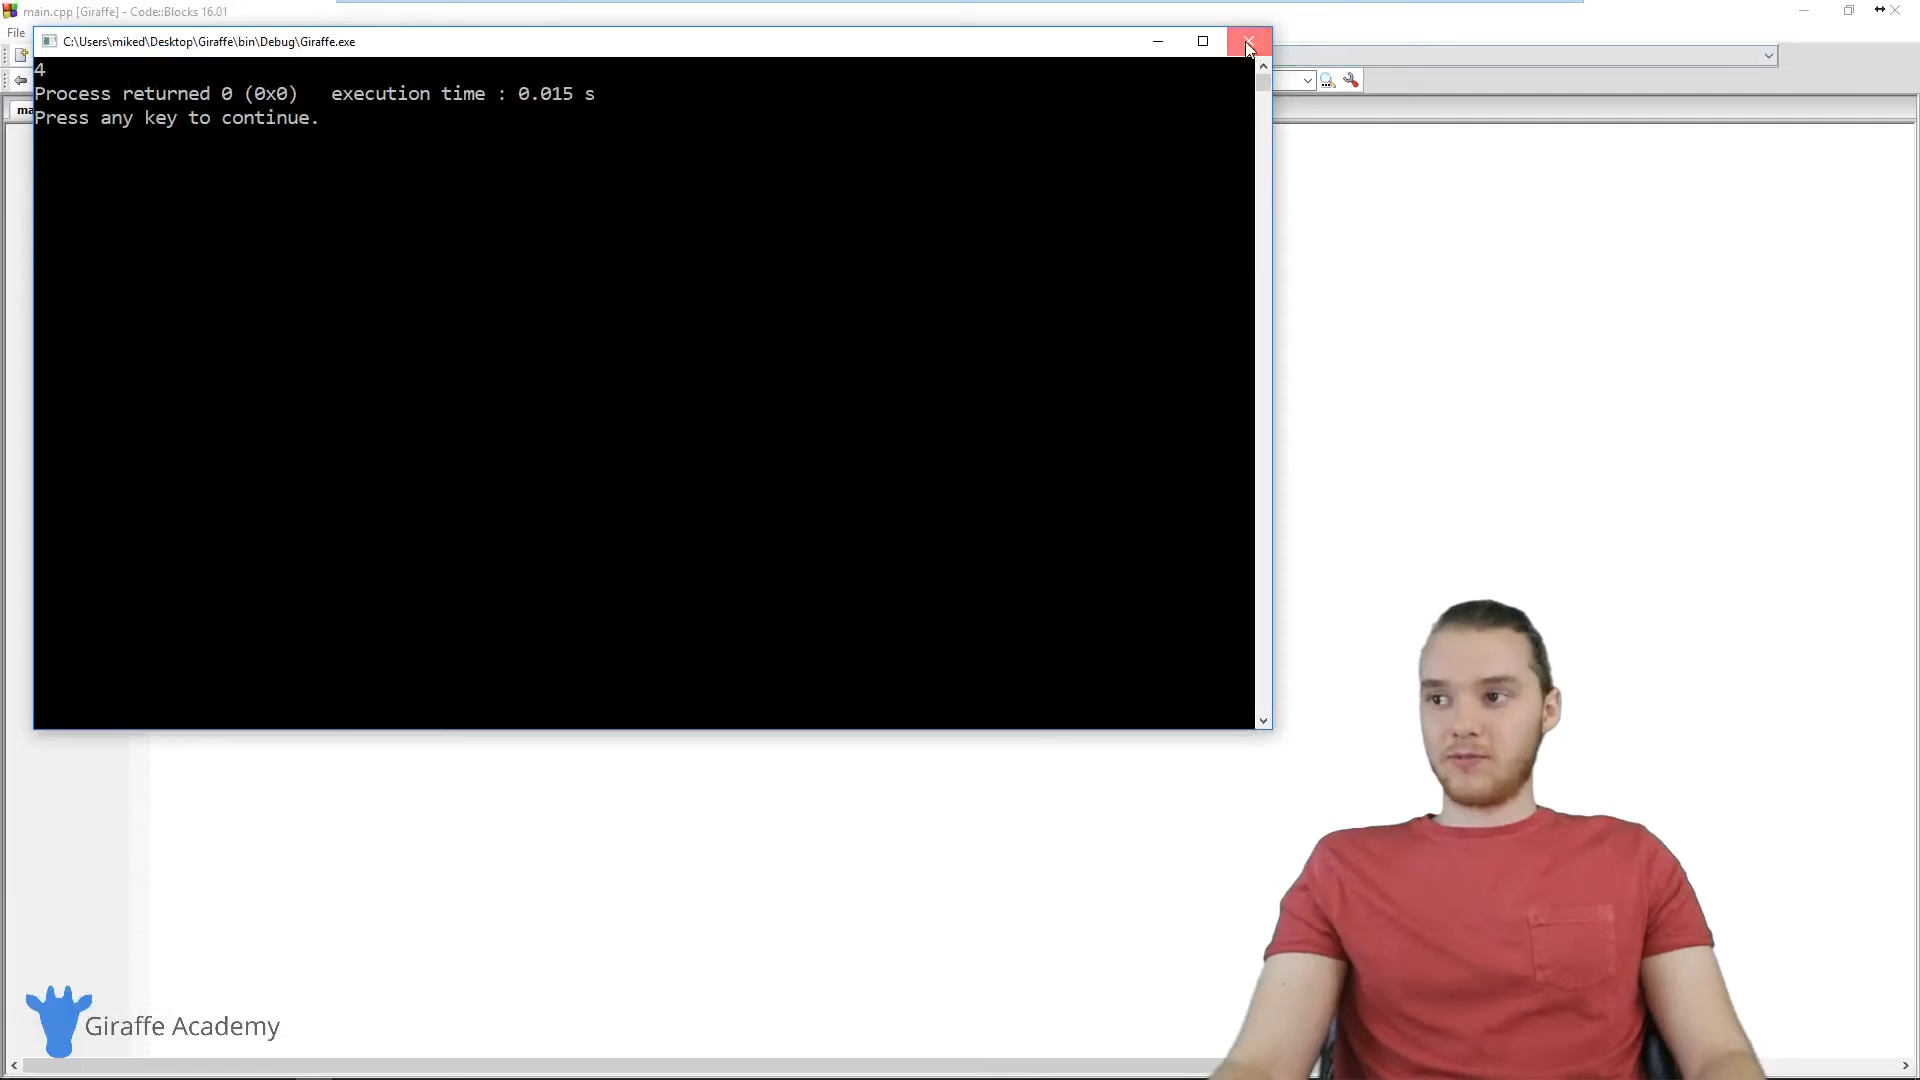 main.cpp [Giraffe] - Code::Blocks 16.01
File
C:\Users\miked\Desktop\Giraffe\bin\Debug\Giraffe.exe
4
Process returned 0 (0x0)   execution time : 0.015 s
Press any key to continue.
Giraffe Academy